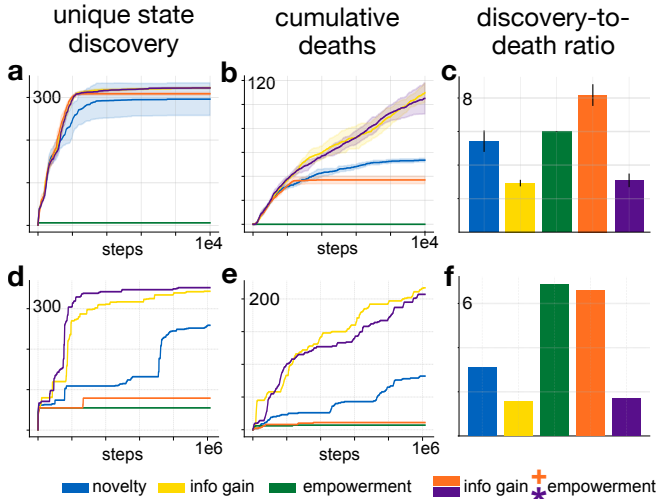 unique state discovery
cumulative deaths
discovery-to-death ratio
a
300
steps
1e4
b
120
steps
1e4
c
8
d
300
steps
1e6
e
200
steps
1e6
f
6
novelty
info gain
empowerment
info gain + * empowerment